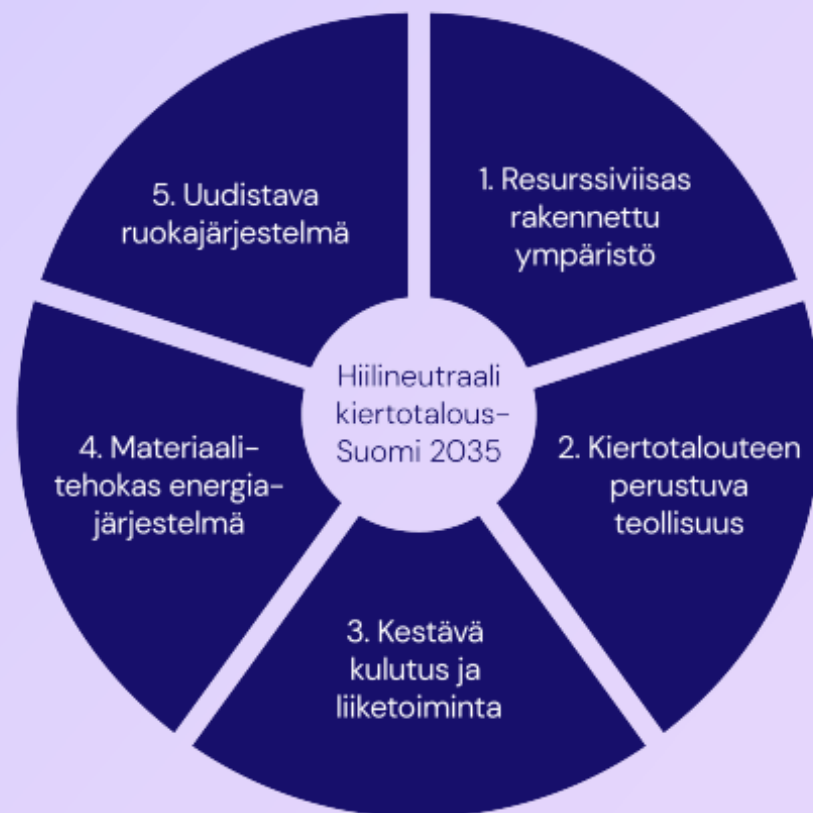 Hiilineutraali
kiertotalous-
Suomi 2035
1. Resurssiviisas
rakennettu
ympäristö
2. Kiertotalouteen
perustuva
teollisuus
3. Kestävä
kulutus ja
liiketoiminta
4. Materiaali-
tehokas energia-
järjestelmä
5. Uudistava
ruokajärjestelmä